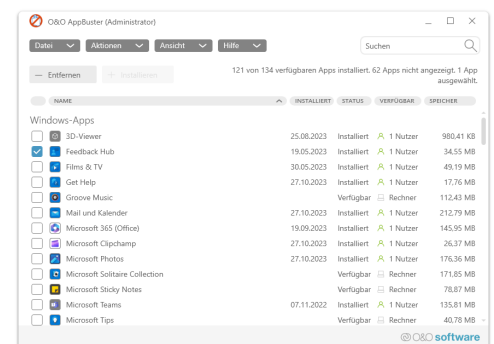 O&O AppBuster (Administrator)
Datei Aktionen Ansicht Hilfe Suchen
Entfernen + Installieren
121 von 134 verfügbaren Apps installiert. 62 Apps nicht angezeigt. 1 App
ausgewählt.
NAME INSTALLIERT STATUS VERFÜGBAR SPEICHER
Windows-Apps
3D-Viewer 25.08.2023 Installiert 1 Nutzer 980,41 KB
Feedback Hub 19.05.2023 Installiert 1 Nutzer 34,55 MB
Films & TV 30.05.2023 Installiert 1 Nutzer 49,19 MB
Get Help 27.10.2023 Installiert 1 Nutzer 17,76 MB
Groove Music Verfügbar Rechner 112,43 MB
Mail und Kalender 27.10.2023 Installiert 1 Nutzer 212,79 MB
Microsoft 365 (Office) 19.09.2023 Installiert 1 Nutzer 145,95 MB
Microsoft Clipchamp 27.10.2023 Installiert 1 Nutzer 26,37 MB
Microsoft Photos 27.10.2023 Installiert 1 Nutzer 176,36 MB
Microsoft Solitaire Collection Verfügbar Rechner 171,85 MB
Microsoft Sticky Notes Verfügbar Rechner 78,87 MB
Microsoft Teams 07.11.2022 Installiert 1 Nutzer 135,81 MB
Microsoft Tips Verfügbar Rechner 40,78 MB
O&O software